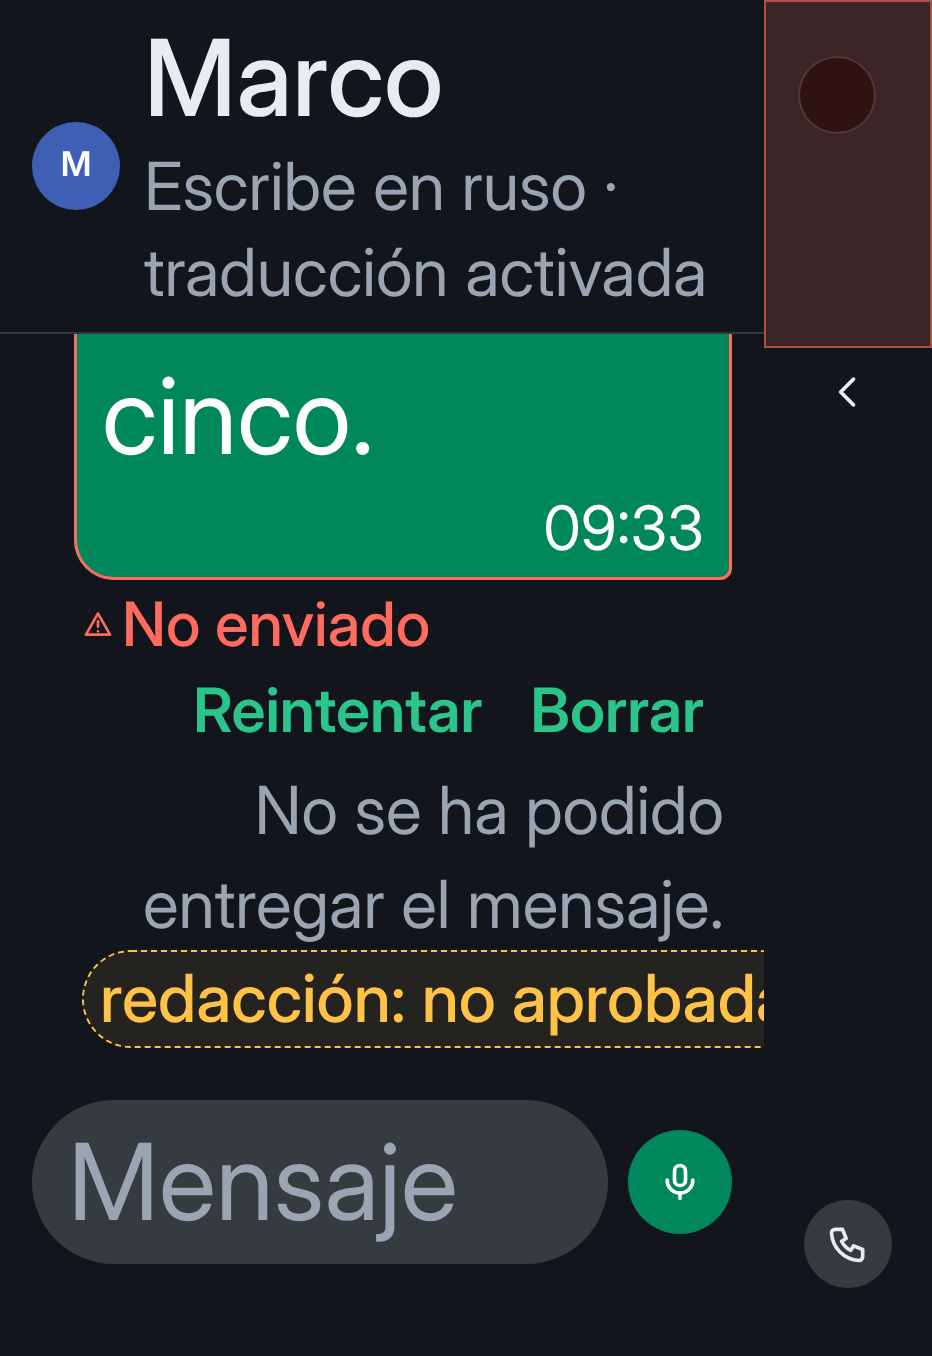 Marco
M
Escribe en ruso ·
traducción activada
cinco.
09:33
No enviado
Reintentar Borrar
No se ha podido
entregar el mensaje.
redacción: no aprobada
Mensaje